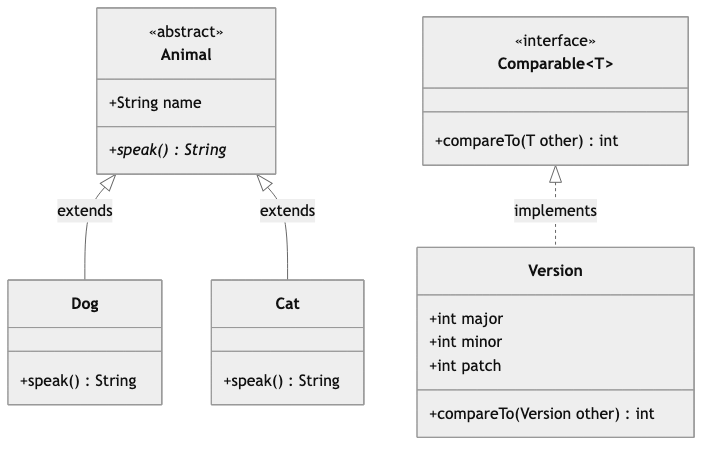 «abstract»
Animal
+String name
+speak() : String
extends
extends
Dog
+speak() : String
Cat
+speak() : String
«interface»
Comparable<T>
+compareTo(T other) : int
implements
Version
+int major
+int minor
+int patch
+compareTo(Version other) : int